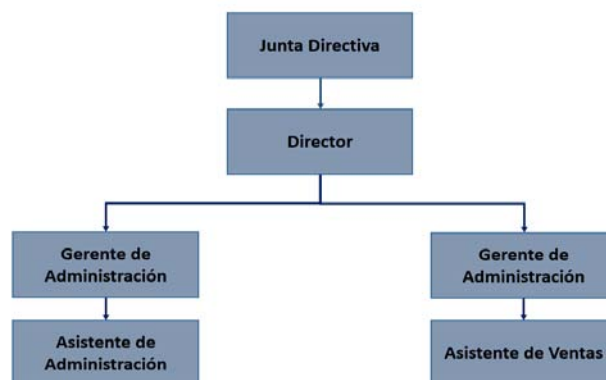 Junta Directiva
Director
Gerente de
Administración
Gerente de
Administración
Asistente de
Administración
Asistente de Ventas